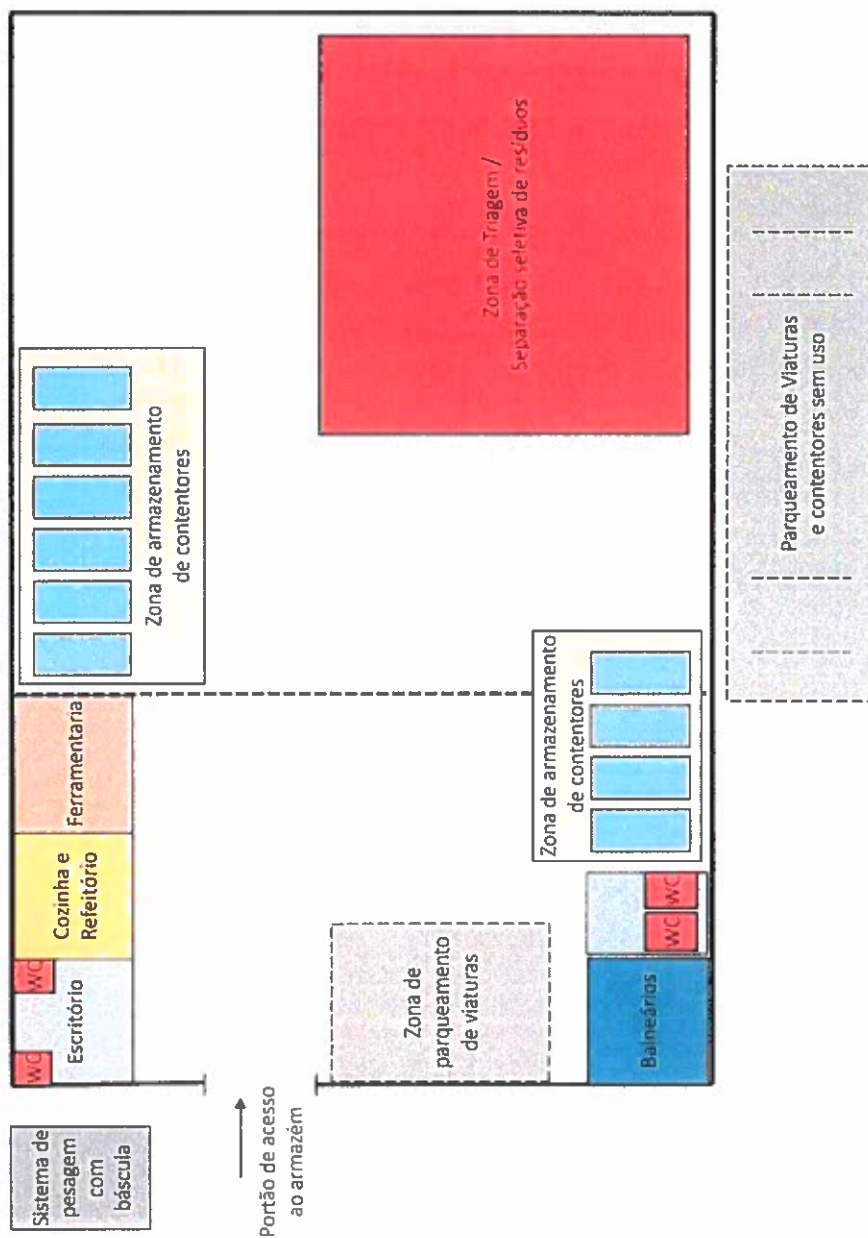 Sistema de
pesagem
com
báscula
Portão de acesso
ao armazém
WC
Escritório
WC
Cozinha e
Refeitório
Ferramentaria
Zona de armazenamento
de contentores
Zona de
parqueamento
de viaturas
Balneários
WC
WC
Zona de armazenamento
de contentores
Zona de Triagem /
Separação seletiva de resíduos
Parqueamento de Viaturas
e contentores sem uso